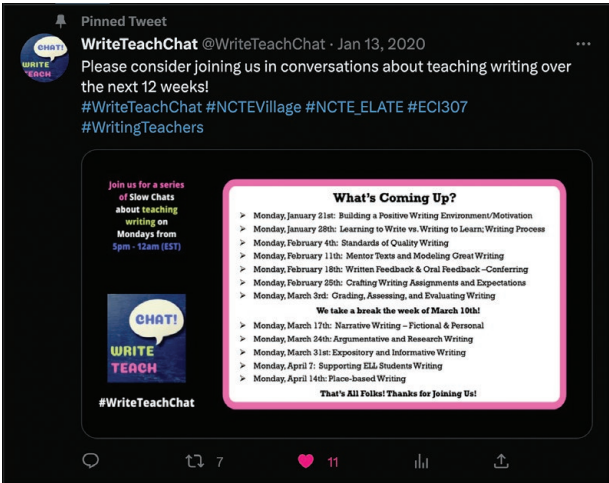 Pinned Tweet
WriteTeachChat @WriteTeachChat · Jan 13, 2020
CHAT!
WRITE
TEACH
Please consider joining us in conversations about teaching writing over
the next 12 weeks!
#WriteTeachChat #NCTEVillage #NCTE_ELATE #ECI307
#WritingTeachers
Join us for a series
of Slow Chats
about teaching
writing on
Mondays from
5pm - 12am (EST)
CHAT!
WRITE
TEACH
#WriteTeachChat
What's Coming Up?
Monday, January 21st: Building a Positive Writing Environment/Motivation
Monday, January 28th: Learning to Write vs. Writing to Learn; Writing Process
Monday, February 4th: Standards of Quality Writing
Monday, February 11th: Mentor Texts and Modeling Great Writing
Monday, February 18th: Written Feedback & Oral Feedback –Conferring
Monday, February 25th: Crafting Writing Assignments and Expectations
Monday, March 3rd: Grading, Assessing, and Evaluating Writing
We take a break the week of March 10th!
Monday, March 17th: Narrative Writing – Fictional & Personal
Monday, March 24th: Argumentative and Research Writing
Monday, March 31st: Expository and Informative Writing
Monday, April 7: Supporting ELL Students Writing
Monday, April 14th: Place-based Writing
That's All Folks! Thanks for Joining Us!
7
11